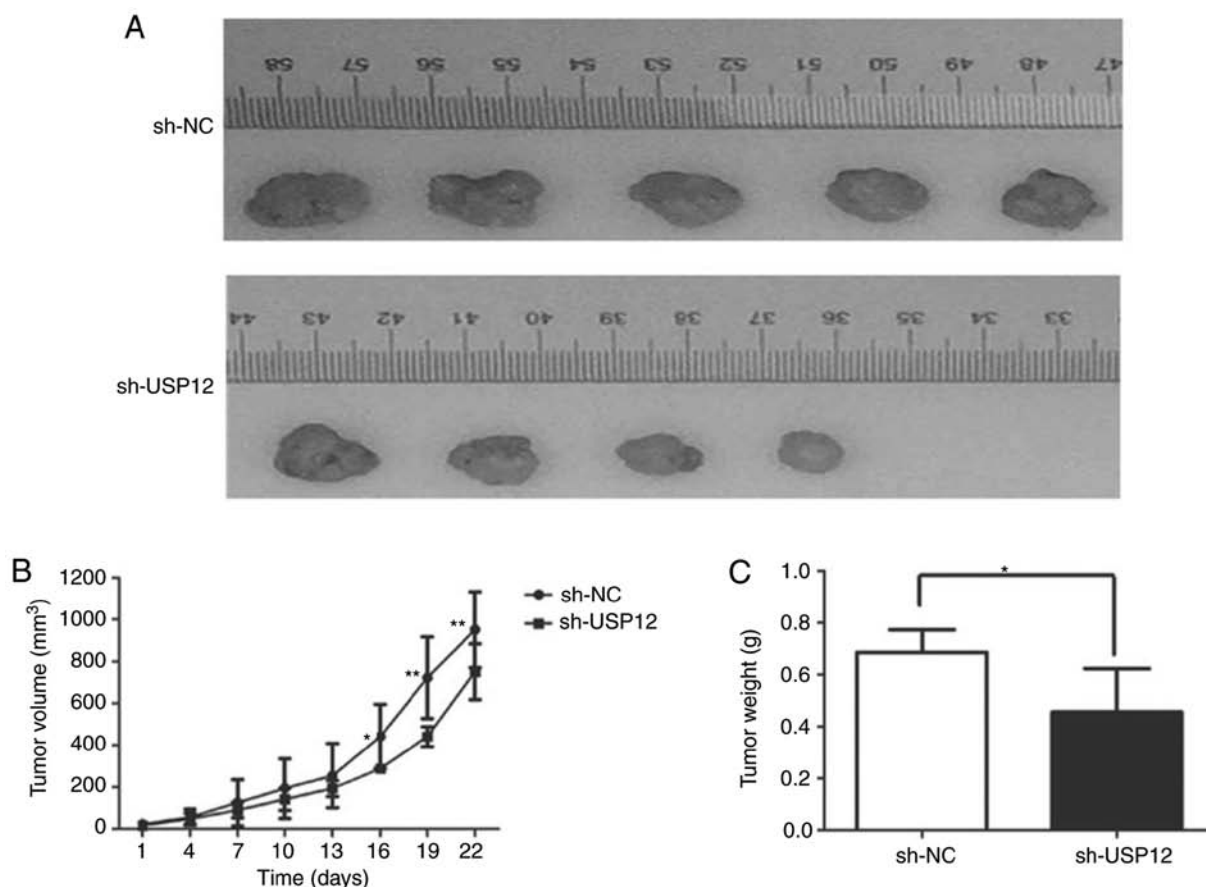 A
58 57 56 55 54 53 52 51 50 49 48 47
sh-NC
44 43 42 41 40 39 38 37 36 35 34 33
sh-USP12
B
1200
1000
800
600
400
200
0
Tumor volume (mm³)
1 4 7 10 13 16 19 22
Time (days)
* ** **
sh-NC
sh-USP12
C
1.0
0.8
0.6
0.4
0.2
0.0
Tumor weight (g)
*
sh-NC sh-USP12